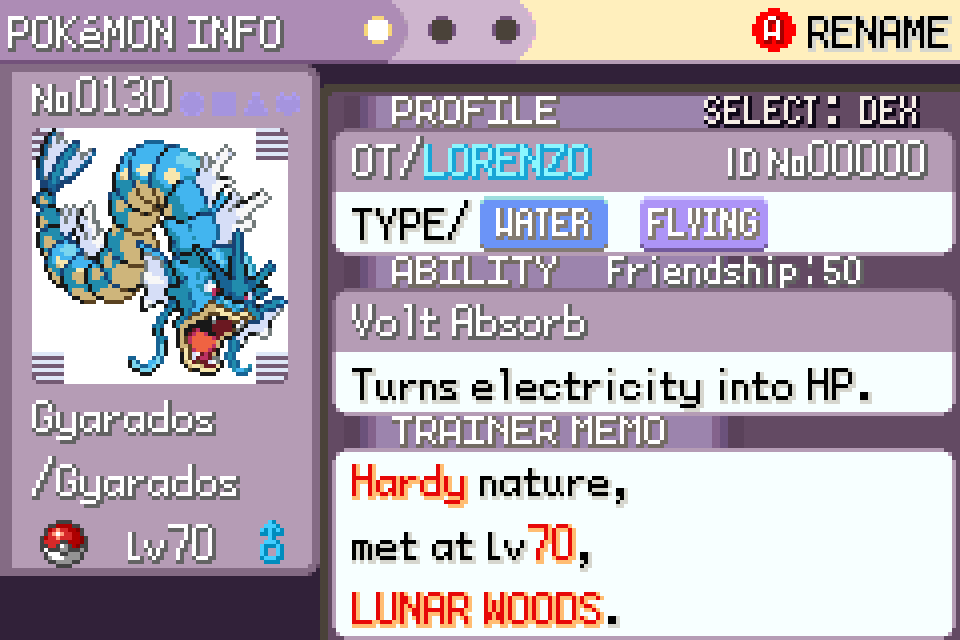 POKéMON INFO
A RENAME
No0130
PROFILE SELECT: DEX
OT/LORENZO ID No00000
TYPE/ WATER FLYING
ABILITY Friendship:50
Volt Absorb
Turns electricity into HP.
Gyarados
/Gyarados
Lv70 ♂
TRAINER MEMO
Hardy nature,
met at Lv70,
LUNAR WOODS.